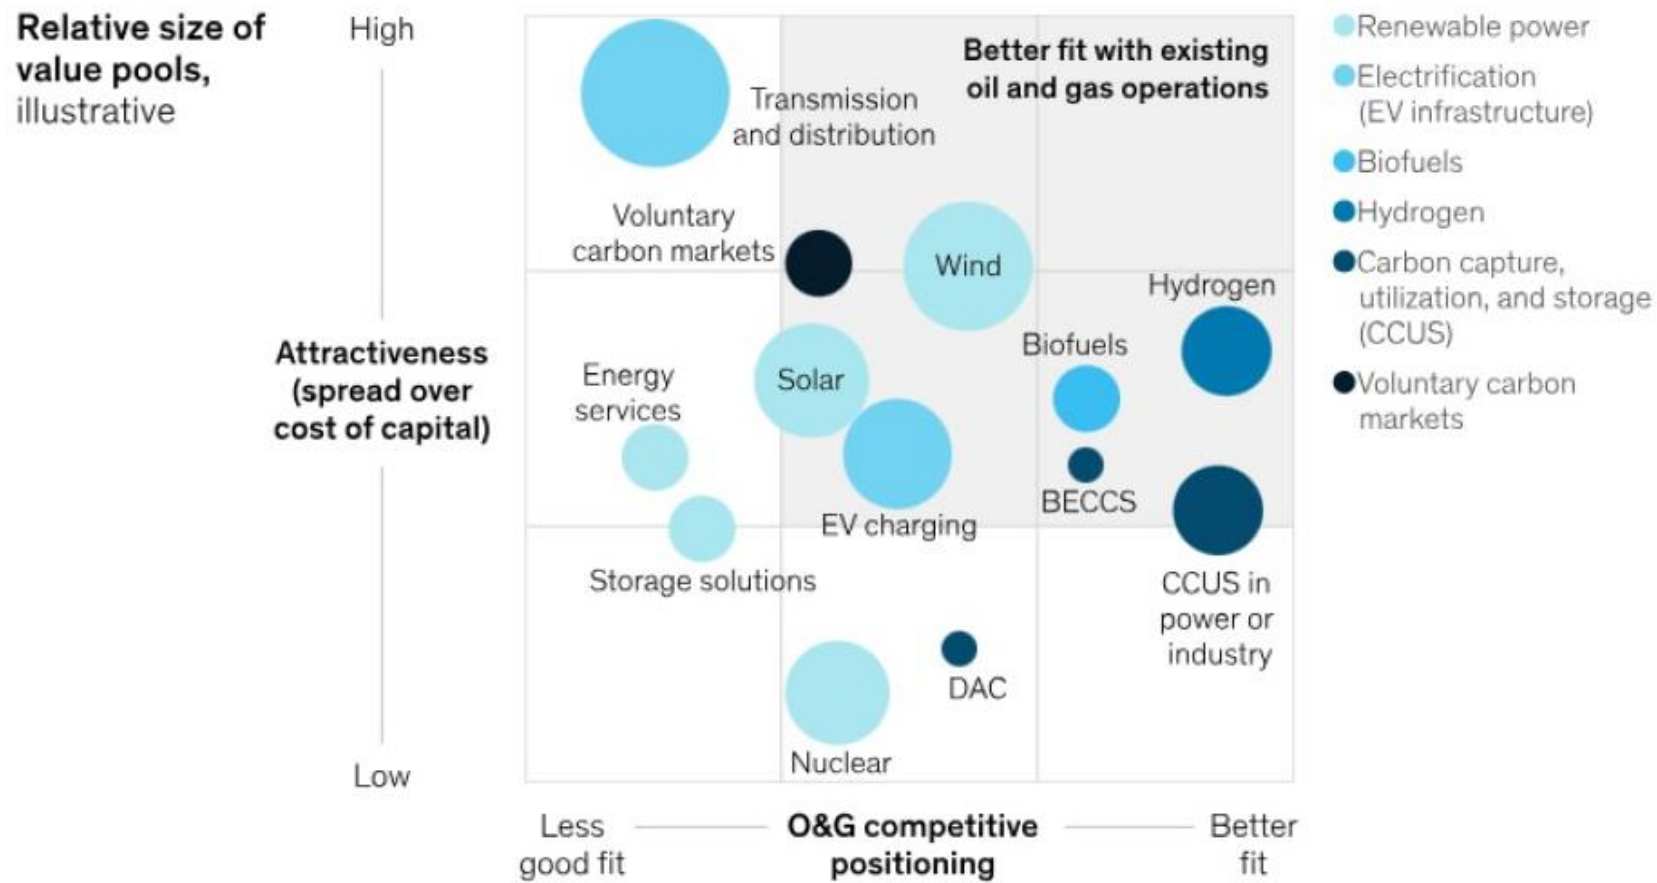 Relative size of
value pools,
illustrative
High
Attractiveness
(spread over
cost of capital)
Low
Better fit with existing
oil and gas operations
Transmission
and distribution
Voluntary
carbon markets
Wind
Hydrogen
Biofuels
Solar
Energy
services
BECCS
EV charging
Storage solutions
CCUS in
power or
industry
DAC
Nuclear
Less
good fit
O&G competitive
positioning
Better
fit
Renewable power
Electrification
(EV infrastructure)
Biofuels
Hydrogen
Carbon capture,
utilization, and storage
(CCUS)
Voluntary carbon
markets